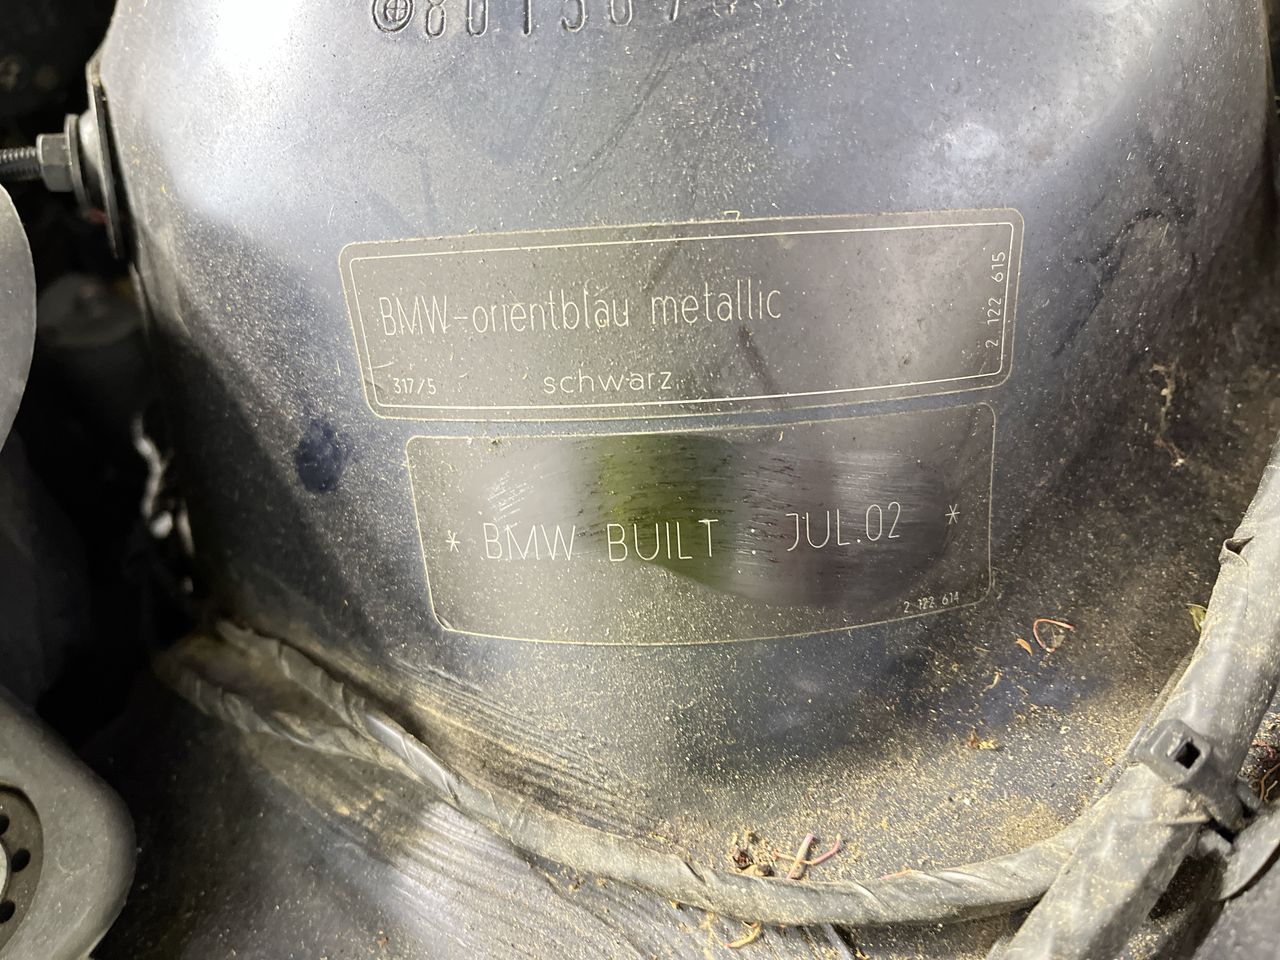 BMW-orientblau metallic
317/5 schwarz
2 122 615
* BMW BUILT : JUL.02 *
2 122 614